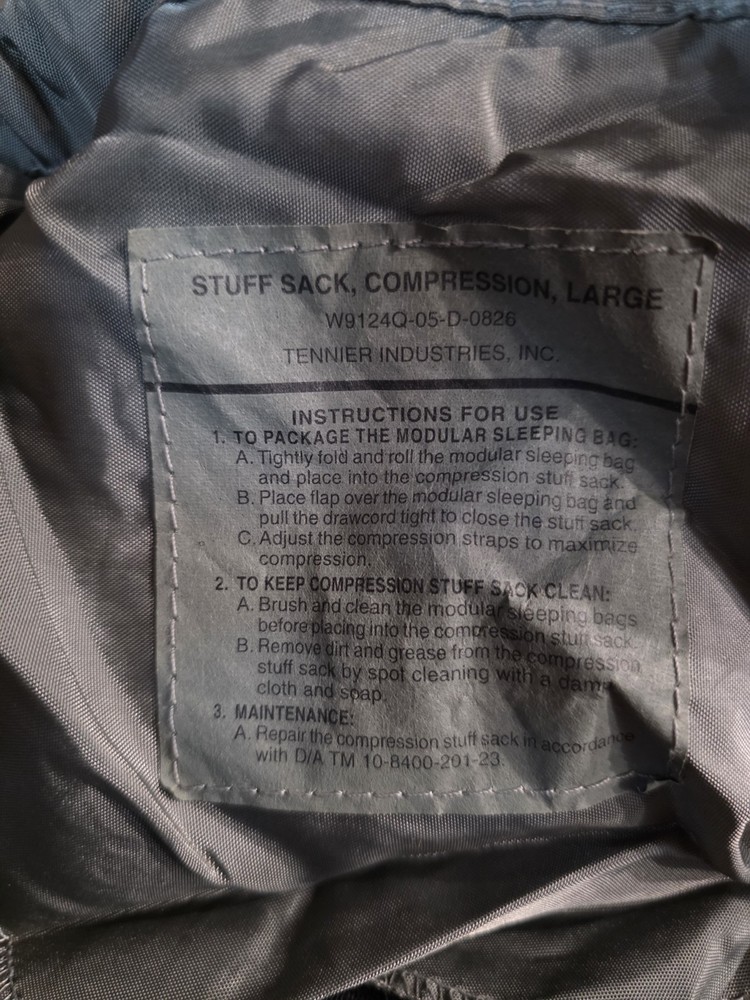 STUFF SACK, COMPRESSION, LARGE
W9124Q-05-D-0826
TENNIER INDUSTRIES, INC.
INSTRUCTIONS FOR USE
1. TO PACKAGE THE MODULAR SLEEPING BAG:
A. Tightly fold and roll the modular sleeping bag
and place into the compression stuff sack.
B. Place flap over the modular sleeping bag and
pull the drawcord tight to close the stuff sack.
C. Adjust the compression straps to maximize
compression.
2. TO KEEP COMPRESSION STUFF SACK CLEAN:
A. Brush and clean the modular sleeping bags
before placing into the compression stuff sack.
B. Remove dirt and grease from the compression
stuff sack by spot cleaning with a damp
cloth and soap.
3. MAINTENANCE:
A. Repair the compression stuff sack in accordance
with D/A TM 10-8400-201-23.